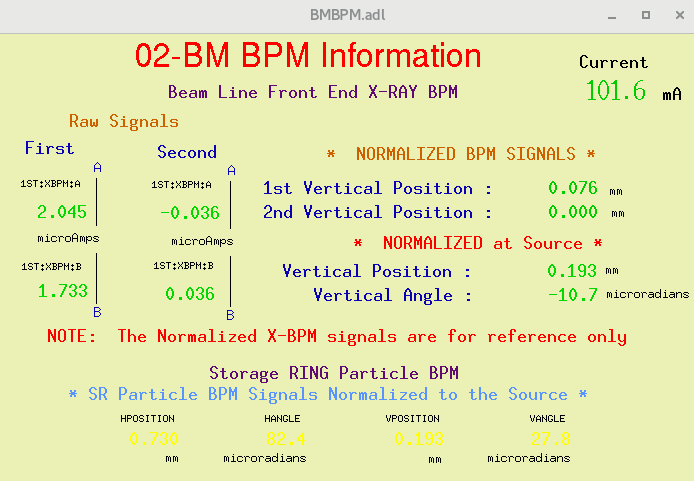 BMBPM.adl
02-BM BPM Information
Current
101.6 mA
Beam Line Front End X-RAY BPM
Raw Signals
First Second
* NORMALIZED BPM SIGNALS *
A A
1ST:XBPM:A 1ST:XBPM:A
1st Vertical Position : 0.076 mm
2.045 -0.036
2nd Vertical Position : 0.000 mm
microAmps microAmps
* NORMALIZED at Source *
1ST:XBPM:B 1ST:XBPM:B
Vertical Position : 0.193 mm
1.733 0.036
Vertical Angle : -10.7 microradians
B B
NOTE: The Normalized X-BPM signals are for reference only
Storage RING Particle BPM
* SR Particle BPM Signals Normalized to the Source *
HPOSITION HANGLE VPOSITION VANGLE
0.730 82.4 0.193 27.8
mm microradians mm microradians